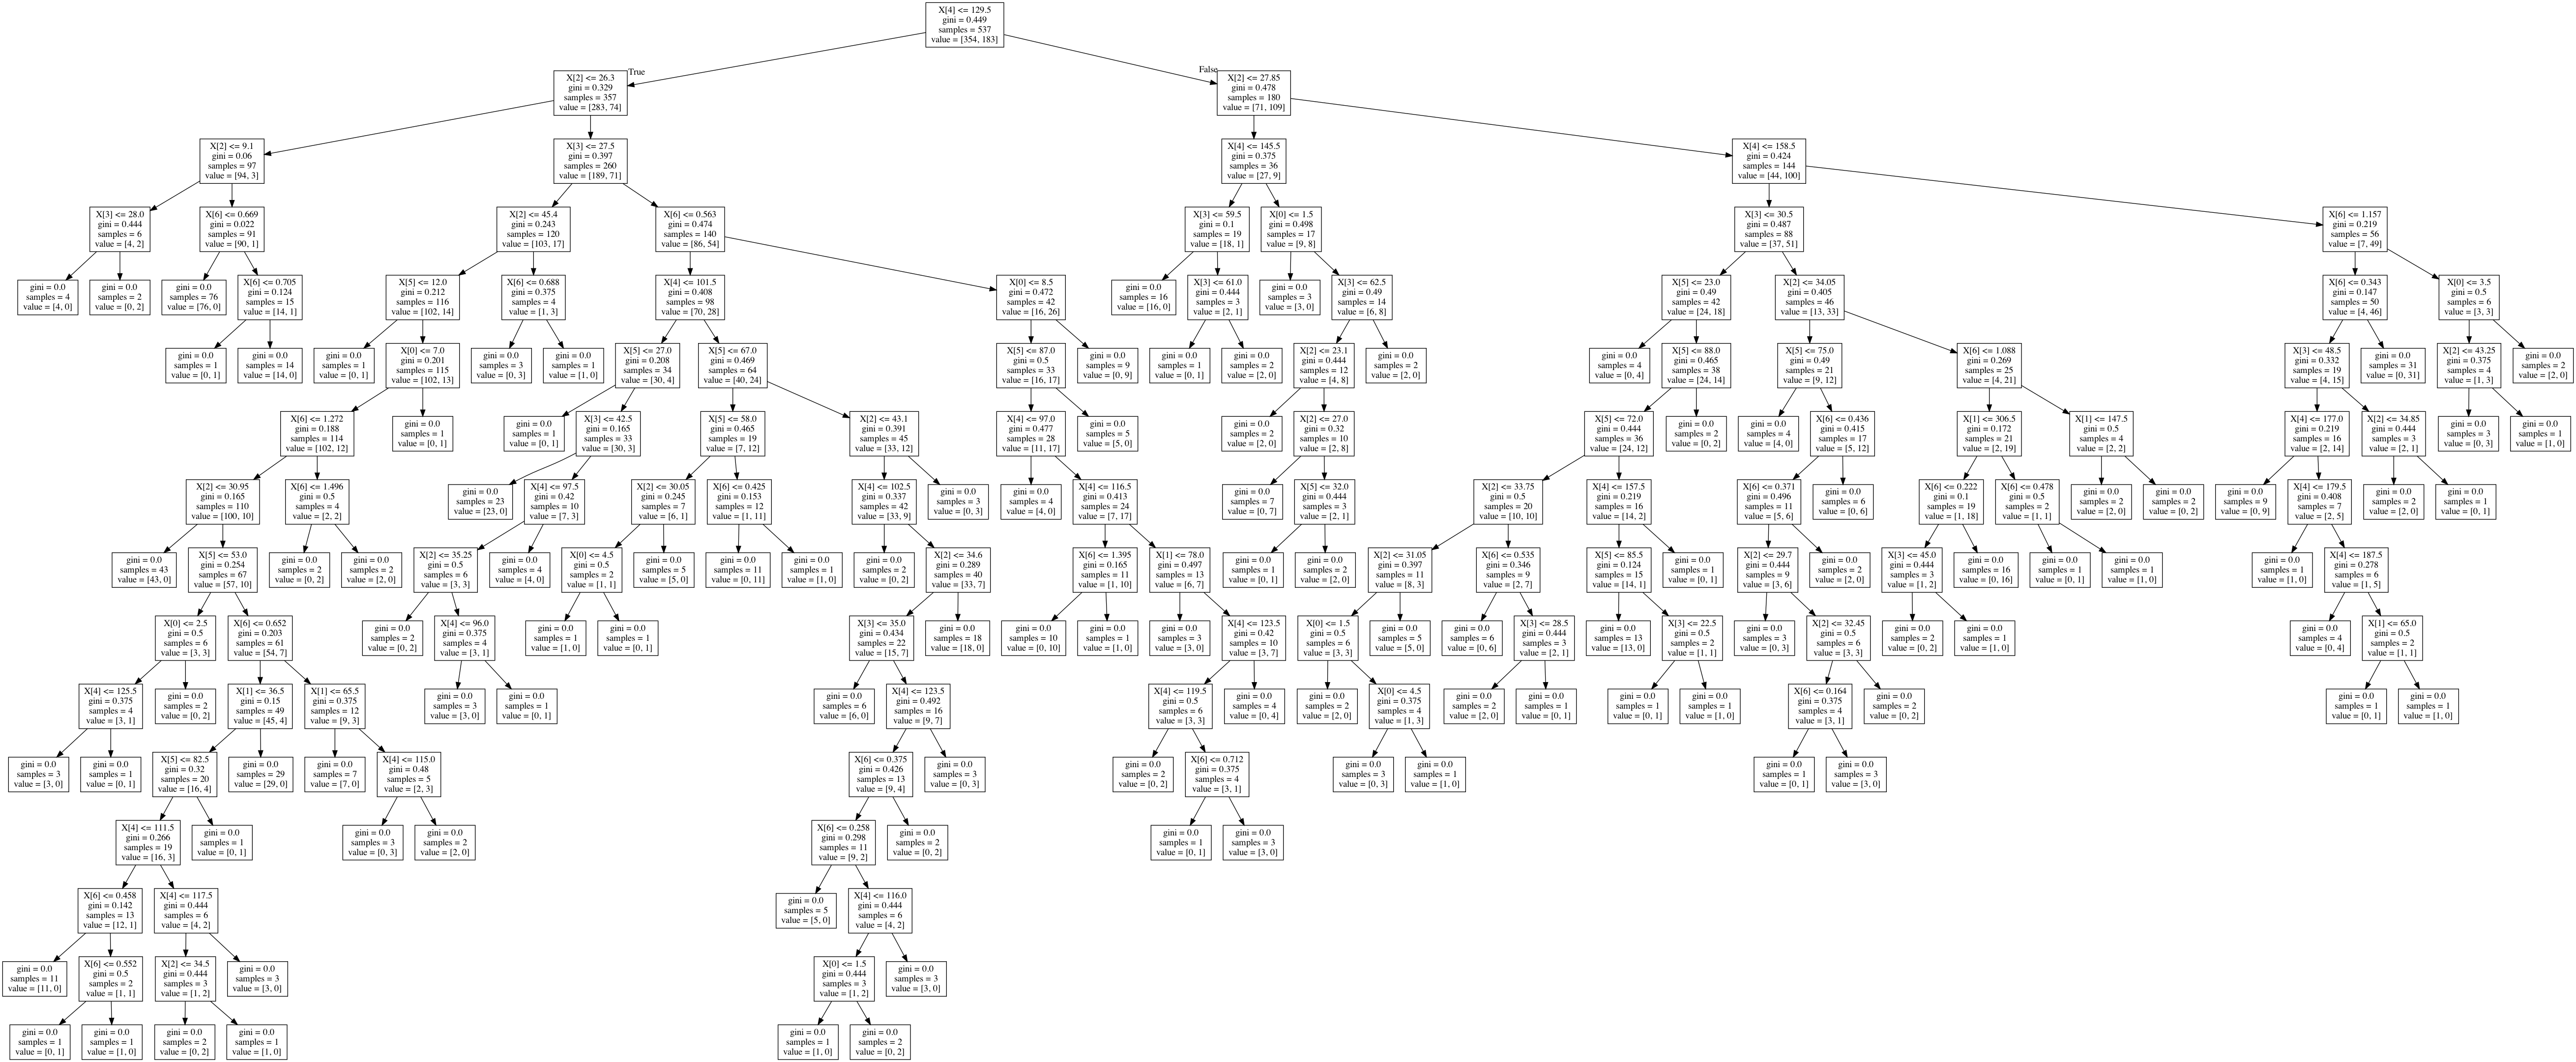 X[4] <= 129.5
gini = 0.449
samples = 537
value = [354, 183]
True
False
X[2] <= 26.3
gini = 0.329
samples = 357
value = [283, 74]
X[2] <= 27.85
gini = 0.478
samples = 180
value = [71, 109]
X[2] <= 9.1
gini = 0.06
samples = 97
value = [94, 3]
X[3] <= 27.5
gini = 0.397
samples = 260
value = [189, 71]
X[4] <= 145.5
gini = 0.375
samples = 36
value = [27, 9]
X[4] <= 158.5
gini = 0.424
samples = 144
value = [44, 100]
X[3] <= 28.0
gini = 0.444
samples = 6
value = [4, 2]
X[6] <= 0.669
gini = 0.022
samples = 91
value = [90, 1]
X[2] <= 45.4
gini = 0.243
samples = 120
value = [103, 17]
X[6] <= 0.563
gini = 0.474
samples = 140
value = [86, 54]
X[3] <= 59.5
gini = 0.1
samples = 19
value = [18, 1]
X[0] <= 1.5
gini = 0.498
samples = 17
value = [9, 8]
X[3] <= 30.5
gini = 0.487
samples = 88
value = [37, 51]
X[6] <= 1.157
gini = 0.219
samples = 56
value = [7, 49]
gini = 0.0
samples = 4
value = [4, 0]
gini = 0.0
samples = 2
value = [0, 2]
gini = 0.0
samples = 76
value = [76, 0]
X[6] <= 0.705
gini = 0.124
samples = 15
value = [14, 1]
X[5] <= 12.0
gini = 0.212
samples = 116
value = [102, 14]
X[6] <= 0.688
gini = 0.375
samples = 4
value = [1, 3]
X[4] <= 101.5
gini = 0.408
samples = 98
value = [70, 28]
X[0] <= 8.5
gini = 0.472
samples = 42
value = [16, 26]
gini = 0.0
samples = 16
value = [16, 0]
X[3] <= 61.0
gini = 0.444
samples = 3
value = [2, 1]
gini = 0.0
samples = 3
value = [3, 0]
X[3] <= 62.5
gini = 0.49
samples = 14
value = [6, 8]
X[5] <= 23.0
gini = 0.49
samples = 42
value = [24, 18]
X[2] <= 34.05
gini = 0.405
samples = 46
value = [13, 33]
X[6] <= 0.343
gini = 0.147
samples = 50
value = [4, 46]
X[0] <= 3.5
gini = 0.5
samples = 6
value = [3, 3]
gini = 0.0
samples = 1
value = [0, 1]
gini = 0.0
samples = 14
value = [14, 0]
gini = 0.0
samples = 1
value = [0, 1]
X[0] <= 7.0
gini = 0.201
samples = 115
value = [102, 13]
gini = 0.0
samples = 3
value = [0, 3]
gini = 0.0
samples = 1
value = [1, 0]
X[5] <= 27.0
gini = 0.208
samples = 34
value = [30, 4]
X[5] <= 67.0
gini = 0.469
samples = 64
value = [40, 24]
X[5] <= 87.0
gini = 0.5
samples = 33
value = [16, 17]
gini = 0.0
samples = 9
value = [0, 9]
gini = 0.0
samples = 1
value = [0, 1]
gini = 0.0
samples = 2
value = [2, 0]
X[2] <= 23.1
gini = 0.444
samples = 12
value = [4, 8]
gini = 0.0
samples = 2
value = [2, 0]
gini = 0.0
samples = 4
value = [0, 4]
X[5] <= 88.0
gini = 0.465
samples = 38
value = [24, 14]
X[5] <= 75.0
gini = 0.49
samples = 21
value = [9, 12]
X[6] <= 1.088
gini = 0.269
samples = 25
value = [4, 21]
X[3] <= 48.5
gini = 0.332
samples = 19
value = [4, 15]
gini = 0.0
samples = 31
value = [0, 31]
X[2] <= 43.25
gini = 0.375
samples = 4
value = [1, 3]
gini = 0.0
samples = 2
value = [2, 0]
X[6] <= 1.272
gini = 0.188
samples = 114
value = [102, 12]
gini = 0.0
samples = 1
value = [0, 1]
gini = 0.0
samples = 1
value = [0, 1]
X[3] <= 42.5
gini = 0.165
samples = 33
value = [30, 3]
X[5] <= 58.0
gini = 0.465
samples = 19
value = [7, 12]
X[2] <= 43.1
gini = 0.391
samples = 45
value = [33, 12]
X[4] <= 97.0
gini = 0.477
samples = 28
value = [11, 17]
gini = 0.0
samples = 5
value = [5, 0]
gini = 0.0
samples = 2
value = [2, 0]
X[2] <= 27.0
gini = 0.32
samples = 10
value = [2, 8]
X[5] <= 72.0
gini = 0.444
samples = 36
value = [24, 12]
gini = 0.0
samples = 2
value = [0, 2]
gini = 0.0
samples = 4
value = [4, 0]
X[6] <= 0.436
gini = 0.415
samples = 17
value = [5, 12]
X[1] <= 306.5
gini = 0.172
samples = 21
value = [2, 19]
X[1] <= 147.5
gini = 0.5
samples = 4
value = [2, 2]
X[4] <= 177.0
gini = 0.219
samples = 16
value = [2, 14]
X[2] <= 34.85
gini = 0.444
samples = 3
value = [2, 1]
gini = 0.0
samples = 3
value = [0, 3]
gini = 0.0
samples = 1
value = [1, 0]
X[2] <= 30.95
gini = 0.165
samples = 110
value = [100, 10]
X[6] <= 1.496
gini = 0.5
samples = 4
value = [2, 2]
gini = 0.0
samples = 23
value = [23, 0]
X[4] <= 97.5
gini = 0.42
samples = 10
value = [7, 3]
X[2] <= 30.05
gini = 0.245
samples = 7
value = [6, 1]
X[6] <= 0.425
gini = 0.153
samples = 12
value = [1, 11]
X[4] <= 102.5
gini = 0.337
samples = 42
value = [33, 9]
gini = 0.0
samples = 3
value = [0, 3]
gini = 0.0
samples = 4
value = [4, 0]
X[4] <= 116.5
gini = 0.413
samples = 24
value = [7, 17]
gini = 0.0
samples = 7
value = [0, 7]
X[5] <= 32.0
gini = 0.444
samples = 3
value = [2, 1]
X[2] <= 33.75
gini = 0.5
samples = 20
value = [10, 10]
X[4] <= 157.5
gini = 0.219
samples = 16
value = [14, 2]
X[6] <= 0.371
gini = 0.496
samples = 11
value = [5, 6]
gini = 0.0
samples = 6
value = [0, 6]
X[6] <= 0.222
gini = 0.1
samples = 19
value = [1, 18]
X[6] <= 0.478
gini = 0.5
samples = 2
value = [1, 1]
gini = 0.0
samples = 2
value = [2, 0]
gini = 0.0
samples = 2
value = [0, 2]
gini = 0.0
samples = 9
value = [0, 9]
X[4] <= 179.5
gini = 0.408
samples = 7
value = [2, 5]
gini = 0.0
samples = 2
value = [2, 0]
gini = 0.0
samples = 1
value = [0, 1]
gini = 0.0
samples = 43
value = [43, 0]
X[5] <= 53.0
gini = 0.254
samples = 67
value = [57, 10]
gini = 0.0
samples = 2
value = [0, 2]
gini = 0.0
samples = 2
value = [2, 0]
X[2] <= 35.25
gini = 0.5
samples = 6
value = [3, 3]
gini = 0.0
samples = 4
value = [4, 0]
X[0] <= 4.5
gini = 0.5
samples = 2
value = [1, 1]
gini = 0.0
samples = 5
value = [5, 0]
gini = 0.0
samples = 11
value = [0, 11]
gini = 0.0
samples = 1
value = [1, 0]
gini = 0.0
samples = 2
value = [0, 2]
X[2] <= 34.6
gini = 0.289
samples = 40
value = [33, 7]
X[6] <= 1.395
gini = 0.165
samples = 11
value = [1, 10]
X[1] <= 78.0
gini = 0.497
samples = 13
value = [6, 7]
gini = 0.0
samples = 1
value = [0, 1]
gini = 0.0
samples = 2
value = [2, 0]
X[2] <= 31.05
gini = 0.397
samples = 11
value = [8, 3]
X[6] <= 0.535
gini = 0.346
samples = 9
value = [2, 7]
X[5] <= 85.5
gini = 0.124
samples = 15
value = [14, 1]
gini = 0.0
samples = 1
value = [0, 1]
X[2] <= 29.7
gini = 0.444
samples = 9
value = [3, 6]
gini = 0.0
samples = 2
value = [2, 0]
X[3] <= 45.0
gini = 0.444
samples = 3
value = [1, 2]
gini = 0.0
samples = 16
value = [0, 16]
gini = 0.0
samples = 1
value = [0, 1]
gini = 0.0
samples = 1
value = [1, 0]
gini = 0.0
samples = 1
value = [1, 0]
X[4] <= 187.5
gini = 0.278
samples = 6
value = [1, 5]
X[0] <= 2.5
gini = 0.5
samples = 6
value = [3, 3]
X[6] <= 0.652
gini = 0.203
samples = 61
value = [54, 7]
gini = 0.0
samples = 2
value = [0, 2]
X[4] <= 96.0
gini = 0.375
samples = 4
value = [3, 1]
gini = 0.0
samples = 1
value = [1, 0]
gini = 0.0
samples = 1
value = [0, 1]
X[3] <= 35.0
gini = 0.434
samples = 22
value = [15, 7]
gini = 0.0
samples = 18
value = [18, 0]
gini = 0.0
samples = 10
value = [0, 10]
gini = 0.0
samples = 1
value = [1, 0]
gini = 0.0
samples = 3
value = [3, 0]
X[4] <= 123.5
gini = 0.42
samples = 10
value = [3, 7]
X[0] <= 1.5
gini = 0.5
samples = 6
value = [3, 3]
gini = 0.0
samples = 5
value = [5, 0]
gini = 0.0
samples = 6
value = [0, 6]
X[3] <= 28.5
gini = 0.444
samples = 3
value = [2, 1]
gini = 0.0
samples = 13
value = [13, 0]
X[3] <= 22.5
gini = 0.5
samples = 2
value = [1, 1]
gini = 0.0
samples = 3
value = [0, 3]
X[2] <= 32.45
gini = 0.5
samples = 6
value = [3, 3]
gini = 0.0
samples = 2
value = [0, 2]
gini = 0.0
samples = 1
value = [1, 0]
gini = 0.0
samples = 4
value = [0, 4]
X[1] <= 65.0
gini = 0.5
samples = 2
value = [1, 1]
X[4] <= 125.5
gini = 0.375
samples = 4
value = [3, 1]
gini = 0.0
samples = 2
value = [0, 2]
X[1] <= 36.5
gini = 0.15
samples = 49
value = [45, 4]
X[1] <= 65.5
gini = 0.375
samples = 12
value = [9, 3]
gini = 0.0
samples = 3
value = [3, 0]
gini = 0.0
samples = 1
value = [0, 1]
gini = 0.0
samples = 6
value = [6, 0]
X[4] <= 123.5
gini = 0.492
samples = 16
value = [9, 7]
X[4] <= 119.5
gini = 0.5
samples = 6
value = [3, 3]
gini = 0.0
samples = 4
value = [0, 4]
gini = 0.0
samples = 2
value = [2, 0]
X[0] <= 4.5
gini = 0.375
samples = 4
value = [1, 3]
gini = 0.0
samples = 2
value = [2, 0]
gini = 0.0
samples = 1
value = [0, 1]
gini = 0.0
samples = 1
value = [0, 1]
gini = 0.0
samples = 1
value = [1, 0]
X[6] <= 0.164
gini = 0.375
samples = 4
value = [3, 1]
gini = 0.0
samples = 2
value = [0, 2]
gini = 0.0
samples = 1
value = [0, 1]
gini = 0.0
samples = 1
value = [1, 0]
gini = 0.0
samples = 3
value = [3, 0]
gini = 0.0
samples = 1
value = [0, 1]
X[5] <= 82.5
gini = 0.32
samples = 20
value = [16, 4]
gini = 0.0
samples = 29
value = [29, 0]
gini = 0.0
samples = 7
value = [7, 0]
X[4] <= 115.0
gini = 0.48
samples = 5
value = [2, 3]
X[6] <= 0.375
gini = 0.426
samples = 13
value = [9, 4]
gini = 0.0
samples = 3
value = [0, 3]
gini = 0.0
samples = 2
value = [0, 2]
X[6] <= 0.712
gini = 0.375
samples = 4
value = [3, 1]
gini = 0.0
samples = 3
value = [0, 3]
gini = 0.0
samples = 1
value = [1, 0]
gini = 0.0
samples = 1
value = [0, 1]
gini = 0.0
samples = 3
value = [3, 0]
X[4] <= 111.5
gini = 0.266
samples = 19
value = [16, 3]
gini = 0.0
samples = 1
value = [0, 1]
gini = 0.0
samples = 3
value = [0, 3]
gini = 0.0
samples = 2
value = [2, 0]
X[6] <= 0.258
gini = 0.298
samples = 11
value = [9, 2]
gini = 0.0
samples = 2
value = [0, 2]
gini = 0.0
samples = 1
value = [0, 1]
gini = 0.0
samples = 3
value = [3, 0]
X[6] <= 0.458
gini = 0.142
samples = 13
value = [12, 1]
X[4] <= 117.5
gini = 0.444
samples = 6
value = [4, 2]
gini = 0.0
samples = 5
value = [5, 0]
X[4] <= 116.0
gini = 0.444
samples = 6
value = [4, 2]
gini = 0.0
samples = 11
value = [11, 0]
X[6] <= 0.552
gini = 0.5
samples = 2
value = [1, 1]
X[2] <= 34.5
gini = 0.444
samples = 3
value = [1, 2]
gini = 0.0
samples = 3
value = [3, 0]
X[0] <= 1.5
gini = 0.444
samples = 3
value = [1, 2]
gini = 0.0
samples = 3
value = [3, 0]
gini = 0.0
samples = 1
value = [0, 1]
gini = 0.0
samples = 1
value = [1, 0]
gini = 0.0
samples = 2
value = [0, 2]
gini = 0.0
samples = 1
value = [1, 0]
gini = 0.0
samples = 1
value = [1, 0]
gini = 0.0
samples = 2
value = [0, 2]